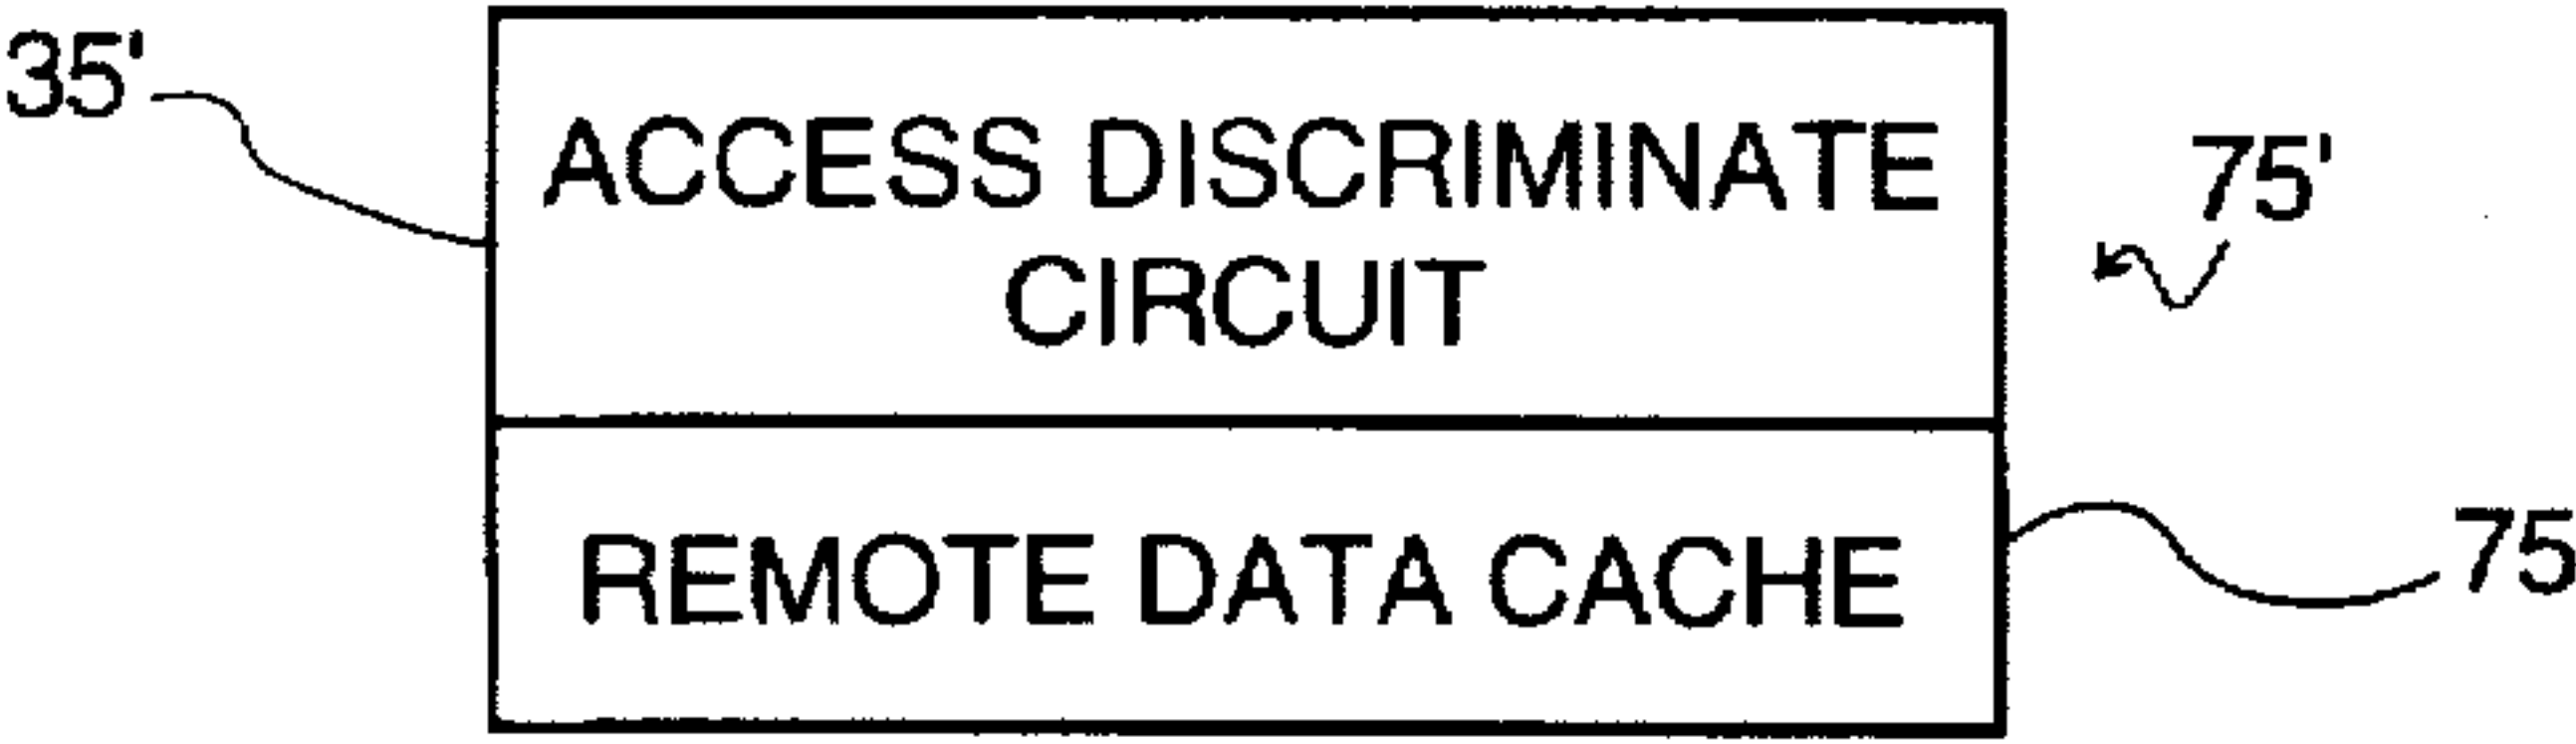 35'
ACCESS DISCRIMINATE
CIRCUIT
75'
REMOTE DATA CACHE
75